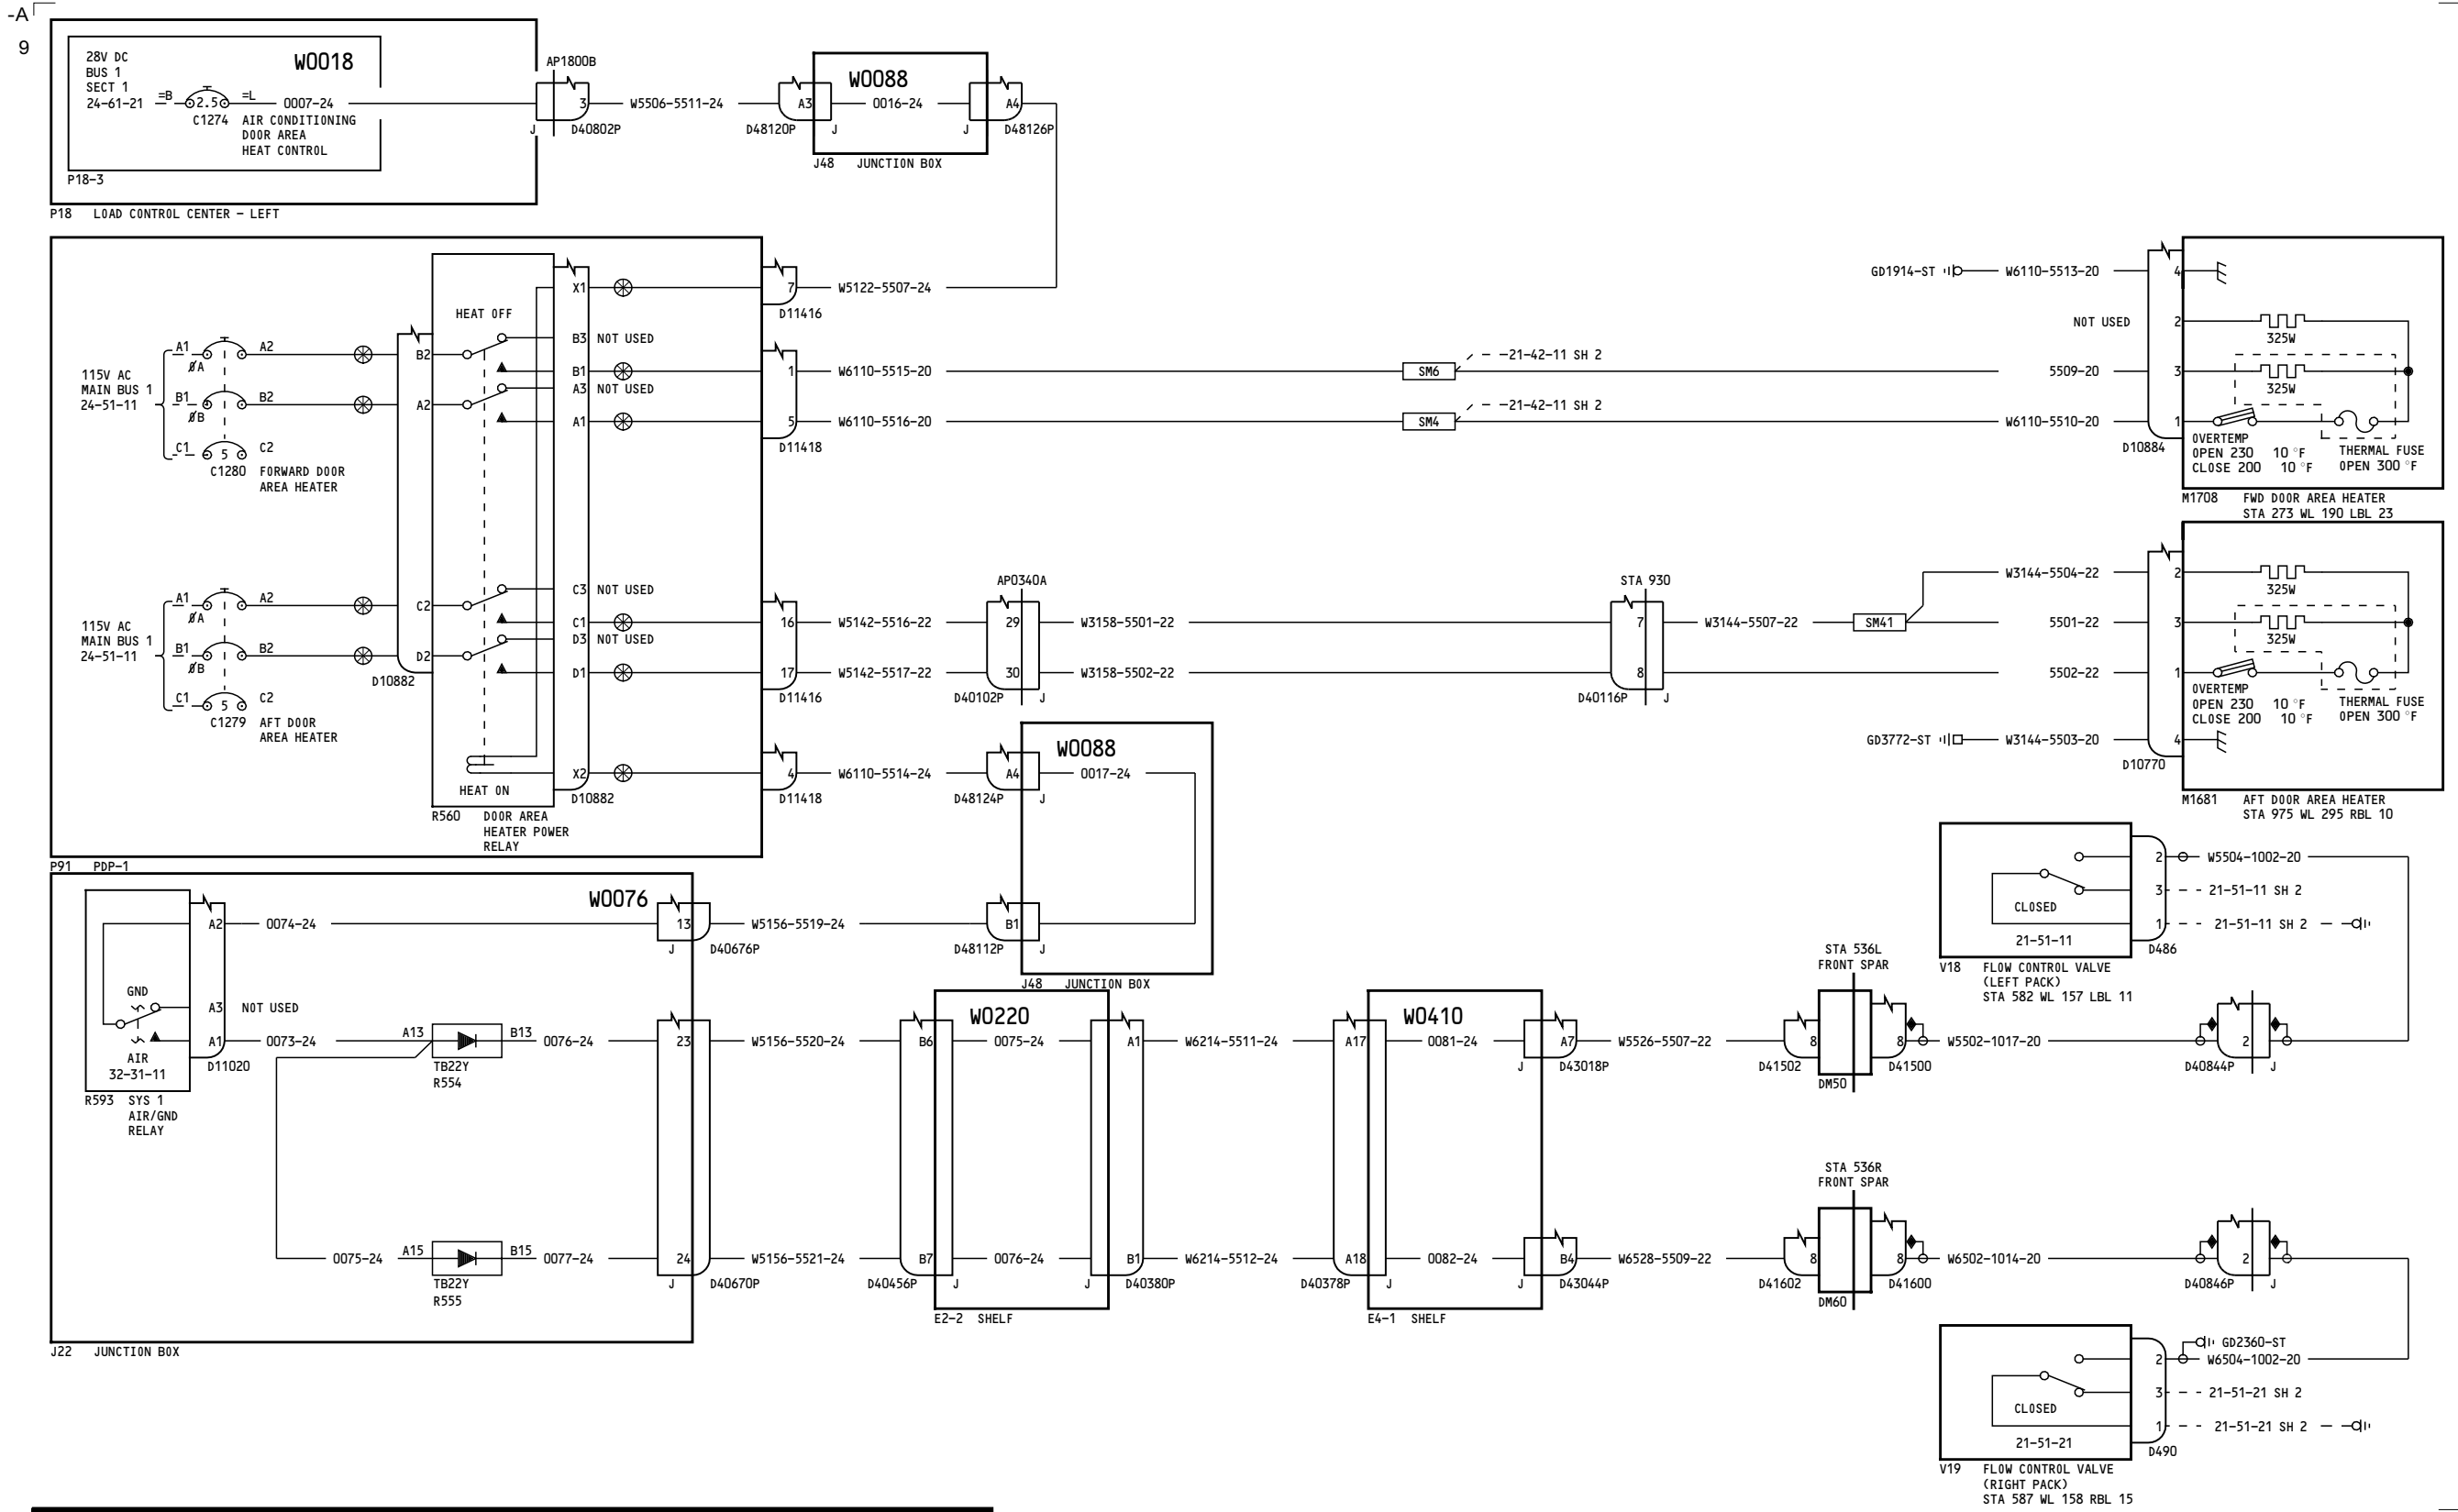 -A
9
28V DC
BUS 1
SECT 1
24-61-21
=B
2.5
=L
0007-24
W0018
C1274
AIR CONDITIONING
DOOR AREA
HEAT CONTROL
P18-3
P18 LOAD CONTROL CENTER - LEFT
AP1800B
3
J
D40802P
W5506-5511-24
A3
D48120P
J
W0088
0016-24
J
A4
D48126P
J48 JUNCTION BOX
115V AC
MAIN BUS 1
24-51-11
A1
A2
ØA
B1
B2
ØB
C1
5
C2
C1280 FORWARD DOOR
AREA HEATER
HEAT OFF
B2
A2
X1
B3 NOT USED
B1
A3 NOT USED
A1
7
D11416
W5122-5507-24
1
W6110-5515-20
5
W6110-5516-20
D11418
SM6
21-42-11 SH 2
SM4
21-42-11 SH 2
GD1914-ST
W6110-5513-20
4
NOT USED
2
325W
5509-20
3
325W
W6110-5510-20
1
D10884
OVERTEMP
OPEN 230 10 °F
CLOSE 200 10 °F
THERMAL FUSE
OPEN 300 °F
M1708 FWD DOOR AREA HEATER
STA 273 WL 190 LBL 23
115V AC
MAIN BUS 1
24-51-11
A1
A2
ØA
B1
B2
ØB
C1
5
C2
C1279 AFT DOOR
AREA HEATER
C2
D2
D10882
C3 NOT USED
C1
D3 NOT USED
D1
X2
HEAT ON
D10882
R560 DOOR AREA
HEATER POWER
RELAY
P91 PDP-1
16
W5142-5516-22
17
W5142-5517-22
D11416
AP0340A
29
30
D40102P
J
W3158-5501-22
W3158-5502-22
STA 930
7
8
D40116P
J
W3144-5507-22
SM41
W3144-5504-22
2
325W
5501-22
3
325W
5502-22
1
OVERTEMP
OPEN 230 10 °F
CLOSE 200 10 °F
THERMAL FUSE
OPEN 300 °F
GD3772-ST
W3144-5503-20
4
D10770
M1681 AFT DOOR AREA HEATER
STA 975 WL 295 RBL 10
4
D11418
W6110-5514-24
A4
D48124P
J
W0088
0017-24
B1
D48112P
J
J48 JUNCTION BOX
W0076
A2
0074-24
13
J
D40676P
W5156-5519-24
GND
A3 NOT USED
A1
0073-24
AIR
32-31-11
D11020
R593 SYS 1
AIR/GND
RELAY
A13
B13
0076-24
TB22Y
R554
0075-24
A15
B15
0077-24
TB22Y
R555
23
24
J
D40670P
J22 JUNCTION BOX
W5156-5520-24
W5156-5521-24
B6
B7
D40456P
J
W0220
0075-24
0076-24
A1
B1
J
D40380P
E2-2 SHELF
W6214-5511-24
W6214-5512-24
A17
A18
D40378P
J
W0410
0081-24
0082-24
A7
J
D43018P
B4
J
D43044P
E4-1 SHELF
W5526-5507-22
W6528-5509-22
STA 536L
FRONT SPAR
8
8
D41502
D41500
DM50
W5502-1017-20
2
D40844P
J
STA 536R
FRONT SPAR
8
8
D41602
D41600
DM60
W6502-1014-20
2
D40846P
J
2
W5504-1002-20
3
21-51-11 SH 2
1
21-51-11 SH 2
CLOSED
21-51-11
D486
V18 FLOW CONTROL VALVE
(LEFT PACK)
STA 582 WL 157 LBL 11
GD2360-ST
2
W6504-1002-20
3
21-51-21 SH 2
1
21-51-21 SH 2
CLOSED
21-51-21
D490
V19 FLOW CONTROL VALVE
(RIGHT PACK)
STA 587 WL 158 RBL 15